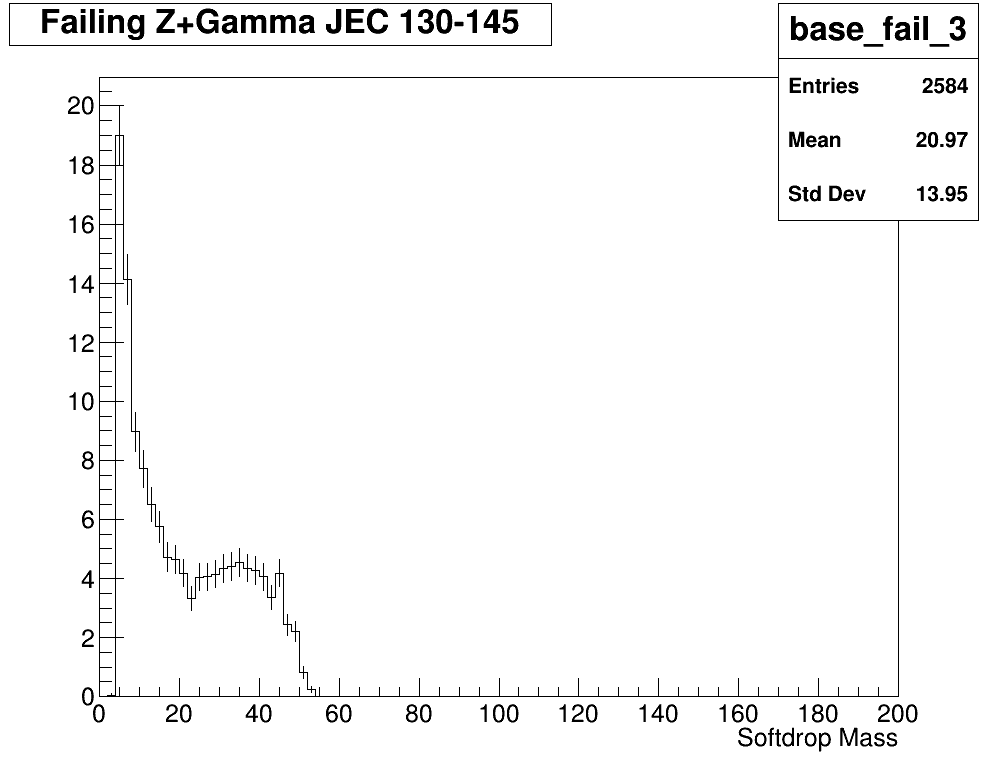 Failing Z+Gamma JEC 130-145
base_fail_3
Entries 2584
Mean 20.97
Std Dev 13.95
20
18
16
14
12
10
8
6
4
2
0
0 20 40 60 80 100 120 140 160 180 200
Softdrop Mass